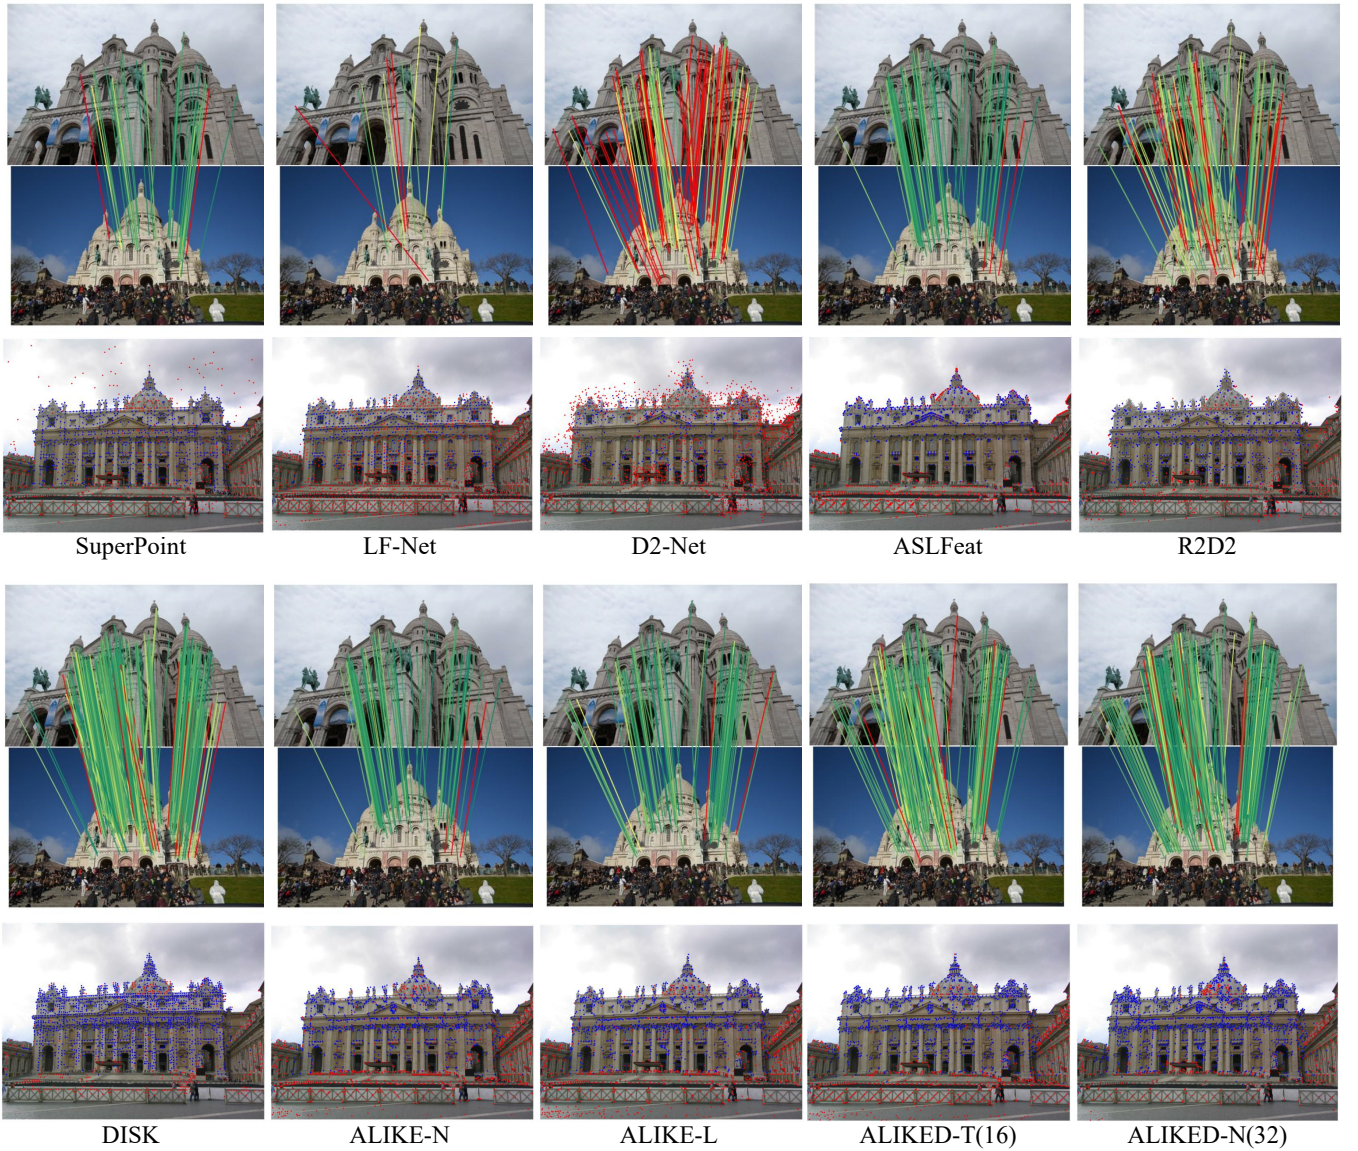 SuperPoint LF-Net D2-Net ASLFeat R2D2
DISK ALIKE-N ALIKE-L ALIKED-T(16) ALIKED-N(32)